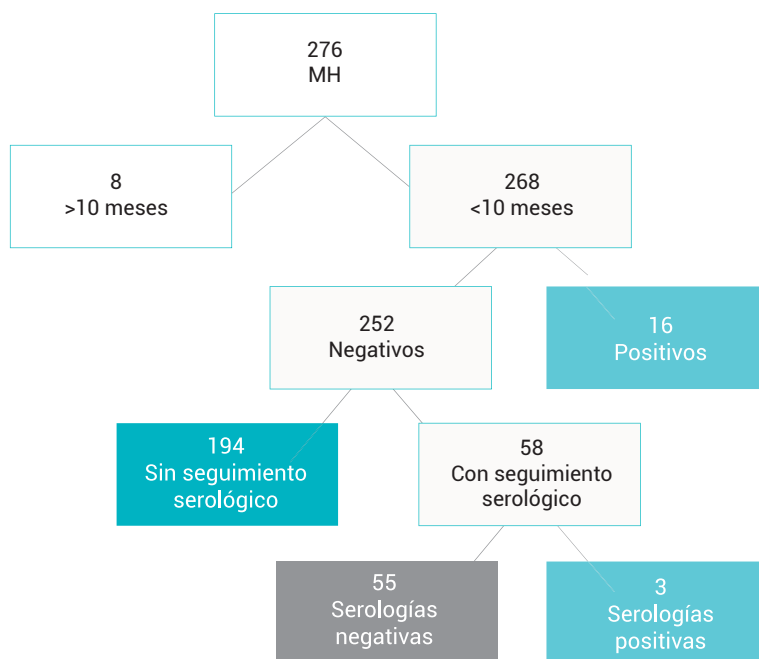 276
MH
8
>10 meses
268
<10 meses
252
Negativos
16
Positivos
194
Sin seguimiento
serológico
58
Con seguimiento
serológico
55
Serologías
negativas
3
Serologías
positivas